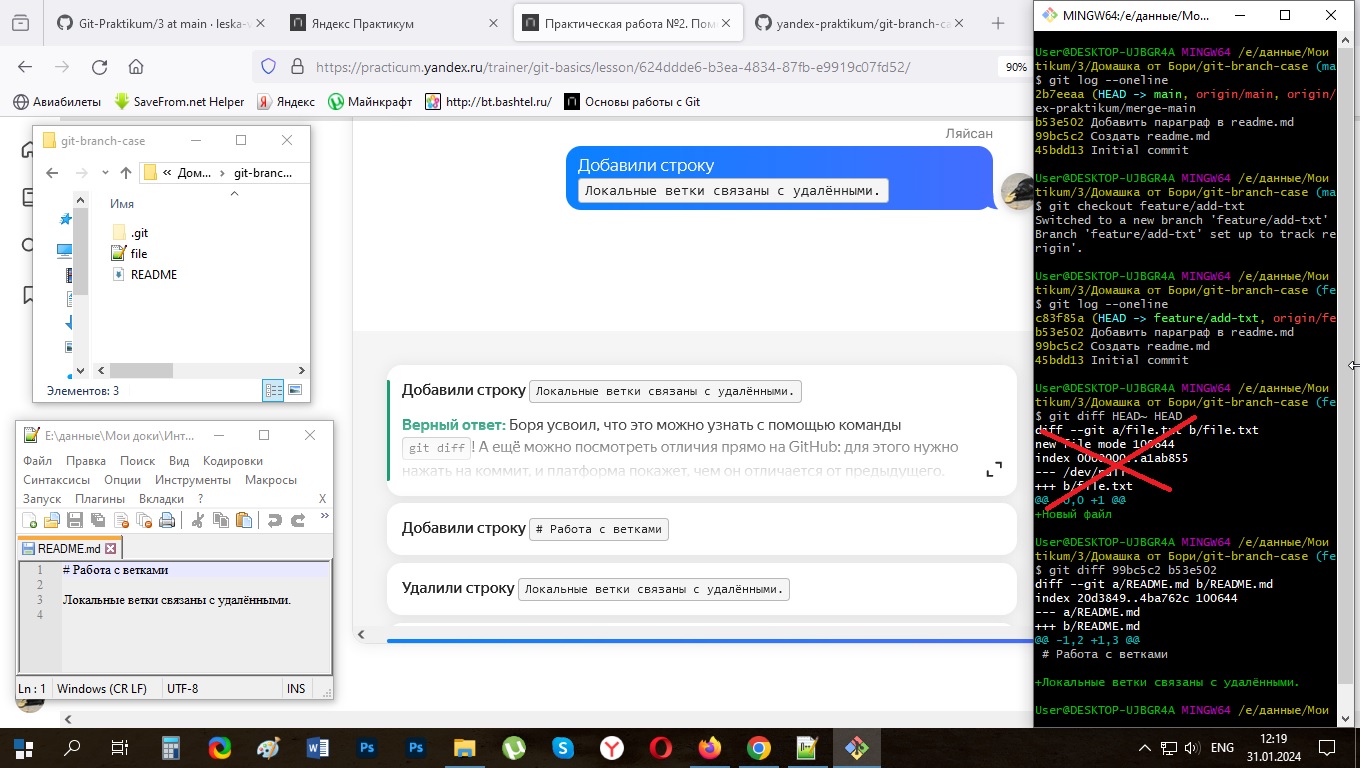 Git-Praktikum/3 at main · leska-
Яндекс Практикум
Практическая работа №2. Пом
yandex-praktikum/git-branch-ca
MINGW64:/e/данные/Мо...
https://practicum.yandex.ru/trainer/git-basics/lesson/624ddde6-b3ea-4834-87fb-e9919c07fd52/
90%
Авиабилеты
SaveFrom.net Helper
Яндекс
Майнкрафт
http://bt.bashtel.ru/
Основы работы с Git
git-branch-case
« Дом... › git-branc...
Имя
.git
file
README
Элементов: 3
Ляйсан
Добавили строку
Локальные ветки связаны с удалёнными.
Добавили строку Локальные ветки связаны с удалёнными.
Верный ответ: Боря усвоил, что это можно узнать с помощью команды
git diff! А ещё можно посмотреть отличия прямо на GitHub: для этого нужно
нажать на коммит, и платформа покажет, чем он отличается от предыдущего.
Добавили строку # Работа с ветками
Удалили строку Локальные ветки связаны с удалёнными.
E:\данные\Мои доки\Инт...
Файл Правка Поиск Вид Кодировки
Синтаксисы Опции Инструменты Макросы
Запуск Плагины Вкладки ? X
README.md
1 # Работа с ветками
2
3 Локальные ветки связаны с удалёнными.
4
Ln : 1 Windows (CR LF) UTF-8 INS
User@DESKTOP-UJBGR4A MINGW64 /e/данные/Мои
tikum/3/Домашка от Бори/git-branch-case (ma
$ git log --oneline
2b7eeaa (HEAD -> main, origin/main, origin/
ex-praktikum/merge-main
b53e502 Добавить параграф в readme.md
99bc5c2 Создать readme.md
45bdd13 Initial commit
User@DESKTOP-UJBGR4A MINGW64 /e/данные/Мои
tikum/3/Домашка от Бори/git-branch-case (ma
$ git checkout feature/add-txt
Switched to a new branch 'feature/add-txt'
Branch 'feature/add-txt' set up to track re
rigin'.
User@DESKTOP-UJBGR4A MINGW64 /e/данные/Мои
tikum/3/Домашка от Бори/git-branch-case (fe
$ git log --oneline
c83f85a (HEAD -> feature/add-txt, origin/fe
b53e502 Добавить параграф в readme.md
99bc5c2 Создать readme.md
45bdd13 Initial commit
User@DESKTOP-UJBGR4A MINGW64 /e/данные/Мои
tikum/3/Домашка от Бори/git-branch-case (fe
$ git diff HEAD~ HEAD
diff --git a/file.txt b/file.txt
new file mode 100644
index 0000000..a1ab855
--- /dev/null
+++ b/file.txt
@@ -0,0 +1 @@
+Новый файл
User@DESKTOP-UJBGR4A MINGW64 /e/данные/Мои
tikum/3/Домашка от Бори/git-branch-case (fe
$ git diff 99bc5c2 b53e502
diff --git a/README.md b/README.md
index 20d3849..4ba762c 100644
--- a/README.md
+++ b/README.md
@@ -1,2 +1,3 @@
# Работа с ветками
+Локальные ветки связаны с удалёнными.
User@DESKTOP-UJBGR4A MINGW64 /e/данные/Мои
ENG
12:19
31.01.2024